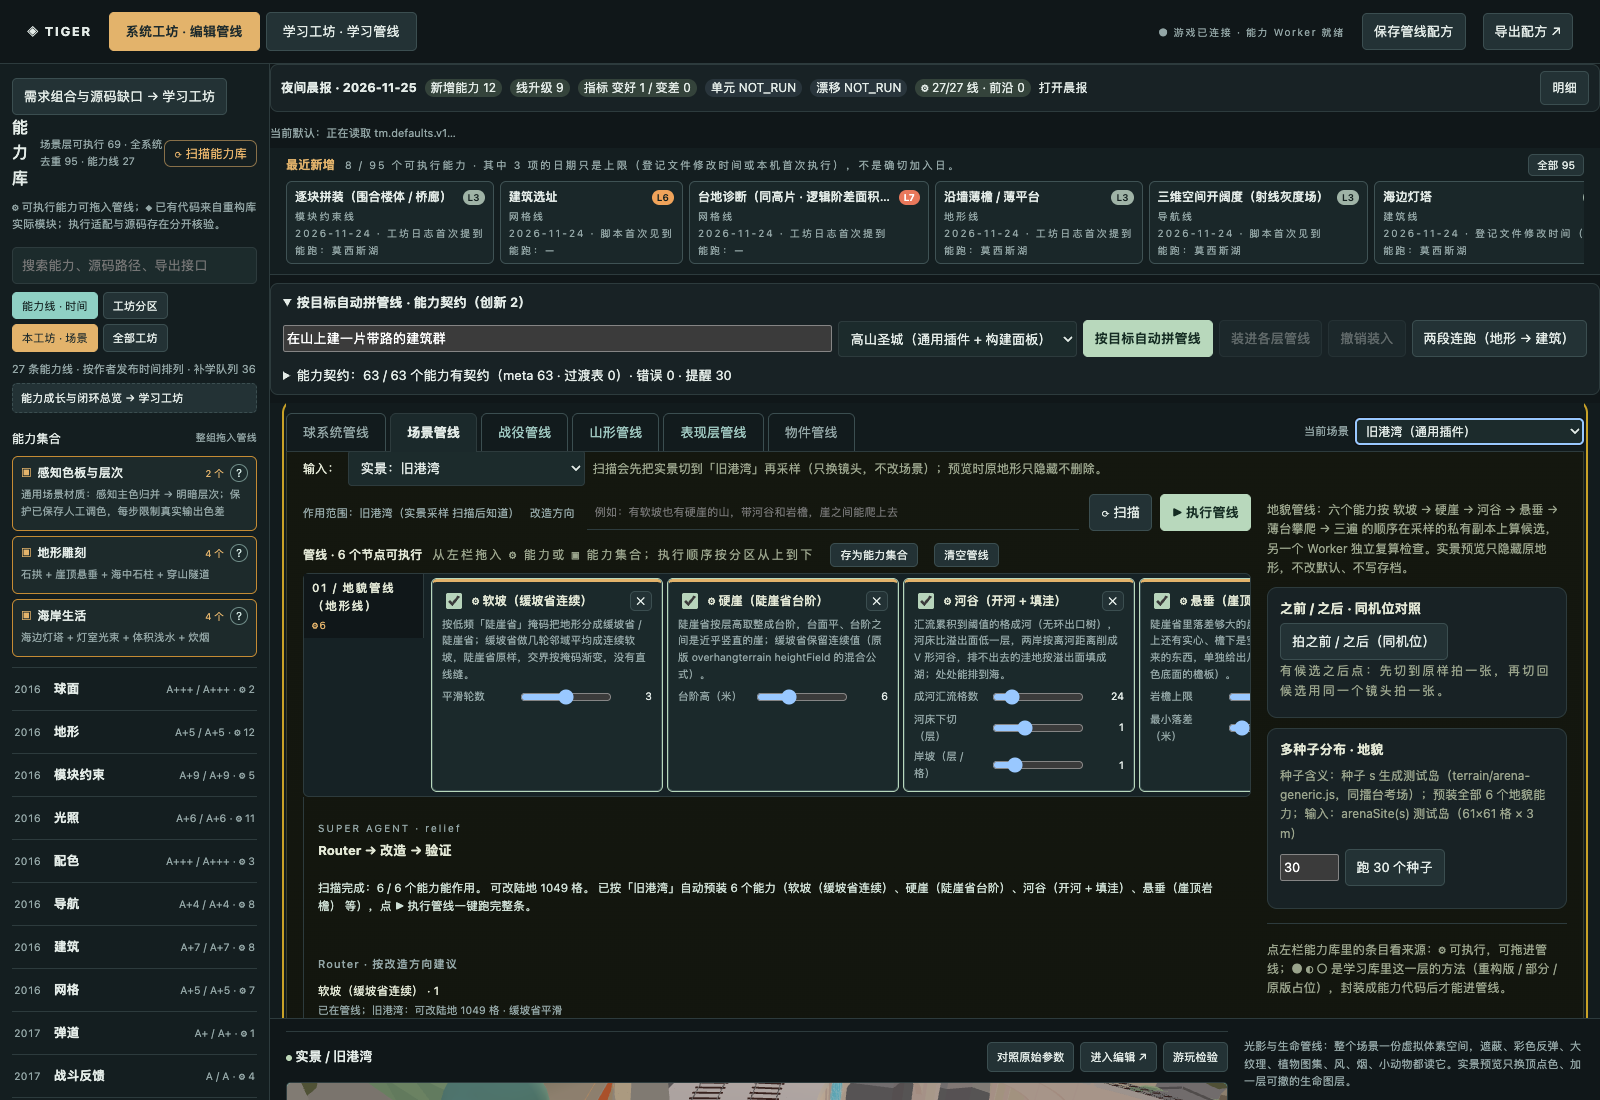 ◈ TIGER
系统工坊 · 编辑管线
学习工坊 · 学习管线
游戏已连接 · 能力 Worker 就绪
保存管线配方
导出配方 ↗
需求组合与源码缺口 → 学习工坊
能力库
场景层可执行 69 · 全系统去重 95 · 能力线 27
⟳ 扫描能力库
⚙ 可执行能力可拖入管线；◆ 已有代码来自重构库实际模块；执行适配与源码存在分开核验。
搜索能力、源码路径、导出接口
能力线 · 时间
工坊分区
本工坊 · 场景
全部工坊
27 条能力线 · 按作者发布时间排列 · 补学队列 36
能力成长与闭环总览 → 学习工坊
能力集合
整组拖入管线
▣ 感知色板与层次
2 个 ?
通用场景材质：感知主色归并 → 明暗层次；保护已保存人工调色，每步限制真实输出色差
▣ 地形雕刻
4 个 ?
石拱 + 崖顶悬垂 + 海中石柱 + 穿山隧道
▣ 海岸生活
4 个 ?
海边灯塔 + 灯室光束 + 体积浅水 + 炊烟
2016 球面 A+++ / A+++ · ⚙ 2
2016 地形 A+5 / A+5 · ⚙ 12
2016 模块约束 A+9 / A+9 · ⚙ 5
2016 光照 A+6 / A+6 · ⚙ 11
2016 配色 A+++ / A+++ · ⚙ 3
2016 导航 A+4 / A+4 · ⚙ 8
2016 建筑 A+7 / A+7 · ⚙ 8
2016 网格 A+5 / A+5 · ⚙ 7
2017 弹道 A+ / A+ · ⚙ 1
2017 战斗反馈 A / A · ⚙ 4
夜间晨报 · 2026-11-25
新增能力 12
线升级 9
指标 变好 1 / 变差 0
单元 NOT_RUN
漂移 NOT_RUN
⚙ 27/27 线 · 前沿 0
打开晨报
明细
当前默认：正在读取 tm.defaults.v1…
最近新增
8 / 95 个可执行能力 · 其中 3 项的日期只是上限（登记文件修改时间或本机首次执行），不是确切加入日。
全部 95
逐块拼装（围合楼体 / 桥廊） L3
模块约束线
2026-11-24 · 工坊日志首次提到
能跑：莫西斯湖
建筑选址 L6
网格线
2026-11-24 · 脚本首次见到
能跑：—
台地诊断（同高片 · 逻辑阶差面积… L7
网格线
2026-11-24 · 工坊日志首次提到
能跑：—
沿墙薄檐 / 薄平台 L3
地形线
2026-11-24 · 工坊日志首次提到
能跑：莫西斯湖
三维空间开阔度（射线灰度场） L3
导航线
2026-11-24 · 脚本首次见到
能跑：莫西斯湖
海边灯塔
建筑线
2026-11-24 · 登记文件修改时间（
能跑：莫西斯湖
▼ 按目标自动拼管线 · 能力契约（创新 2）
在山上建一片带路的建筑群
高山圣城（通用插件 + 构建面板）
按目标自动拼管线
装进各层管线
撤销装入
两段连跑（地形 → 建筑）
▶ 能力契约：63 / 63 个能力有契约（meta 63 · 过渡表 0）· 错误 0 · 提醒 30
球系统管线
场景管线
战役管线
山形管线
表现层管线
物件管线
当前场景
旧港湾（通用插件）
输入：
实景：旧港湾
扫描会先把实景切到「旧港湾」再采样（只换镜头，不改场景）；预览时原地形只隐藏不删除。
作用范围：旧港湾（实景采样 扫描后知道）
改造方向
例如：有软坡也有硬崖的山，带河谷和岩檐，崖之间能爬上去
⟳ 扫描
▶ 执行管线
管线 · 6 个节点可执行
从左栏拖入 ⚙ 能力或 ▣ 能力集合；执行顺序按分区从上到下
存为能力集合
清空管线
01 / 地貌管线（地形线）
⚙6
⚙ 软坡（缓坡省连续）
按低频「陡崖省」掩码把地形分成缓坡省 / 陡崖省；缓坡省做几轮邻域平均成连续软坡，陡崖省原样，交界按掩码渐变，没有直线缝。
平滑轮数 3
⚙ 硬崖（陡崖省台阶）
陡崖省按层高取整成台阶，台面平、台阶之间是近乎竖直的崖；缓坡省保留连续值（原版 overhangterrain heightField 的混合公式）。
台阶高（米） 6
⚙ 河谷（开河 + 填洼）
汇流累积到阈值的格成河（无环出口树），河床比溢出面低一层，两岸按离河距离削成 V 形河谷，排不出去的洼地按溢出面填成湖；处处能排到海。
成河汇流格数 24
河床下切（层） 1
岸坡（层 / 格） 1
⚙ 悬垂（崖顶
陡崖省里落差够大的崖
上还有实心、檐下是空
来的东西，单独给出几
色底面的檐板）。
岩檐上限
最小落差（米）
SUPER AGENT · relief
Router → 改造 → 验证
扫描完成：6 / 6 个能力能作用。 可改陆地 1049 格。 已按「旧港湾」自动预装 6 个能力（软坡（缓坡省连续）、硬崖（陡崖省台阶）、河谷（开河 + 填洼）、悬垂（崖顶岩檐） 等），点 ▶ 执行管线一键跑完整条。
Router · 按改造方向建议
软坡（缓坡省连续） · 1
已在管线；旧港湾：可改陆地 1049 格 · 缓坡省平滑
地貌管线：六个能力按 软坡 → 硬崖 → 河谷 → 悬垂 → 薄台攀爬 → 三遍 的顺序在采样的私有副本上算候选，另一个 Worker 独立复算检查。实景预览只隐藏原地形，不改默认、不写存档。
之前 / 之后 · 同机位对照
拍之前 / 之后（同机位）
有候选之后点：先切到原样拍一张，再切回候选用同一个镜头拍一张。
多种子分布 · 地貌
种子含义：种子 s 生成测试岛（terrain/arena-generic.js，同擂台考场）；预装全部 6 个地貌能力；输入：arenaSite(s) 测试岛（61×61 格 × 3 m）
30
跑 30 个种子
点左栏能力库里的条目看来源：⚙ 可执行，可拖进管线；●◐○ 是学习库里这一层的方法（重构版 / 部分 / 原版占位），封装成能力代码后才能进管线。
● 实景 / 旧港湾
对照原始参数
进入编辑 ↗
游玩检验
光影与生命管线：整个场景一份虚拟体素空间，遮蔽、彩色反弹、大纹理、植物图集、风、烟、小动物都读它。实景预览只换顶点色、加一层可撤的生命图层。